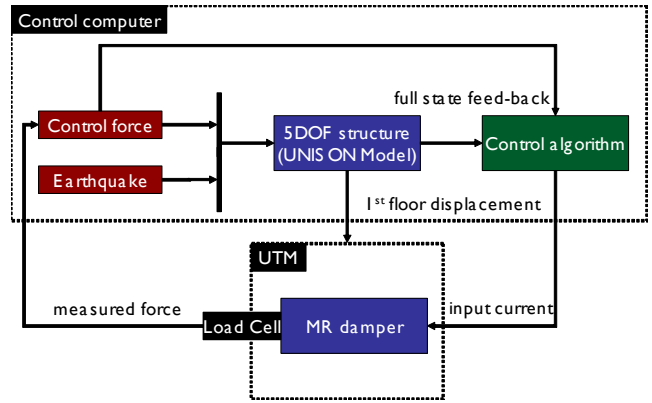 Control computer
full state feed-back
Control force
5DOF structure
(UNIS ON Model)
Control algorithm
Earthquake
1st floor displacement
UTM
measured force
Load Cell
MR damper
input current